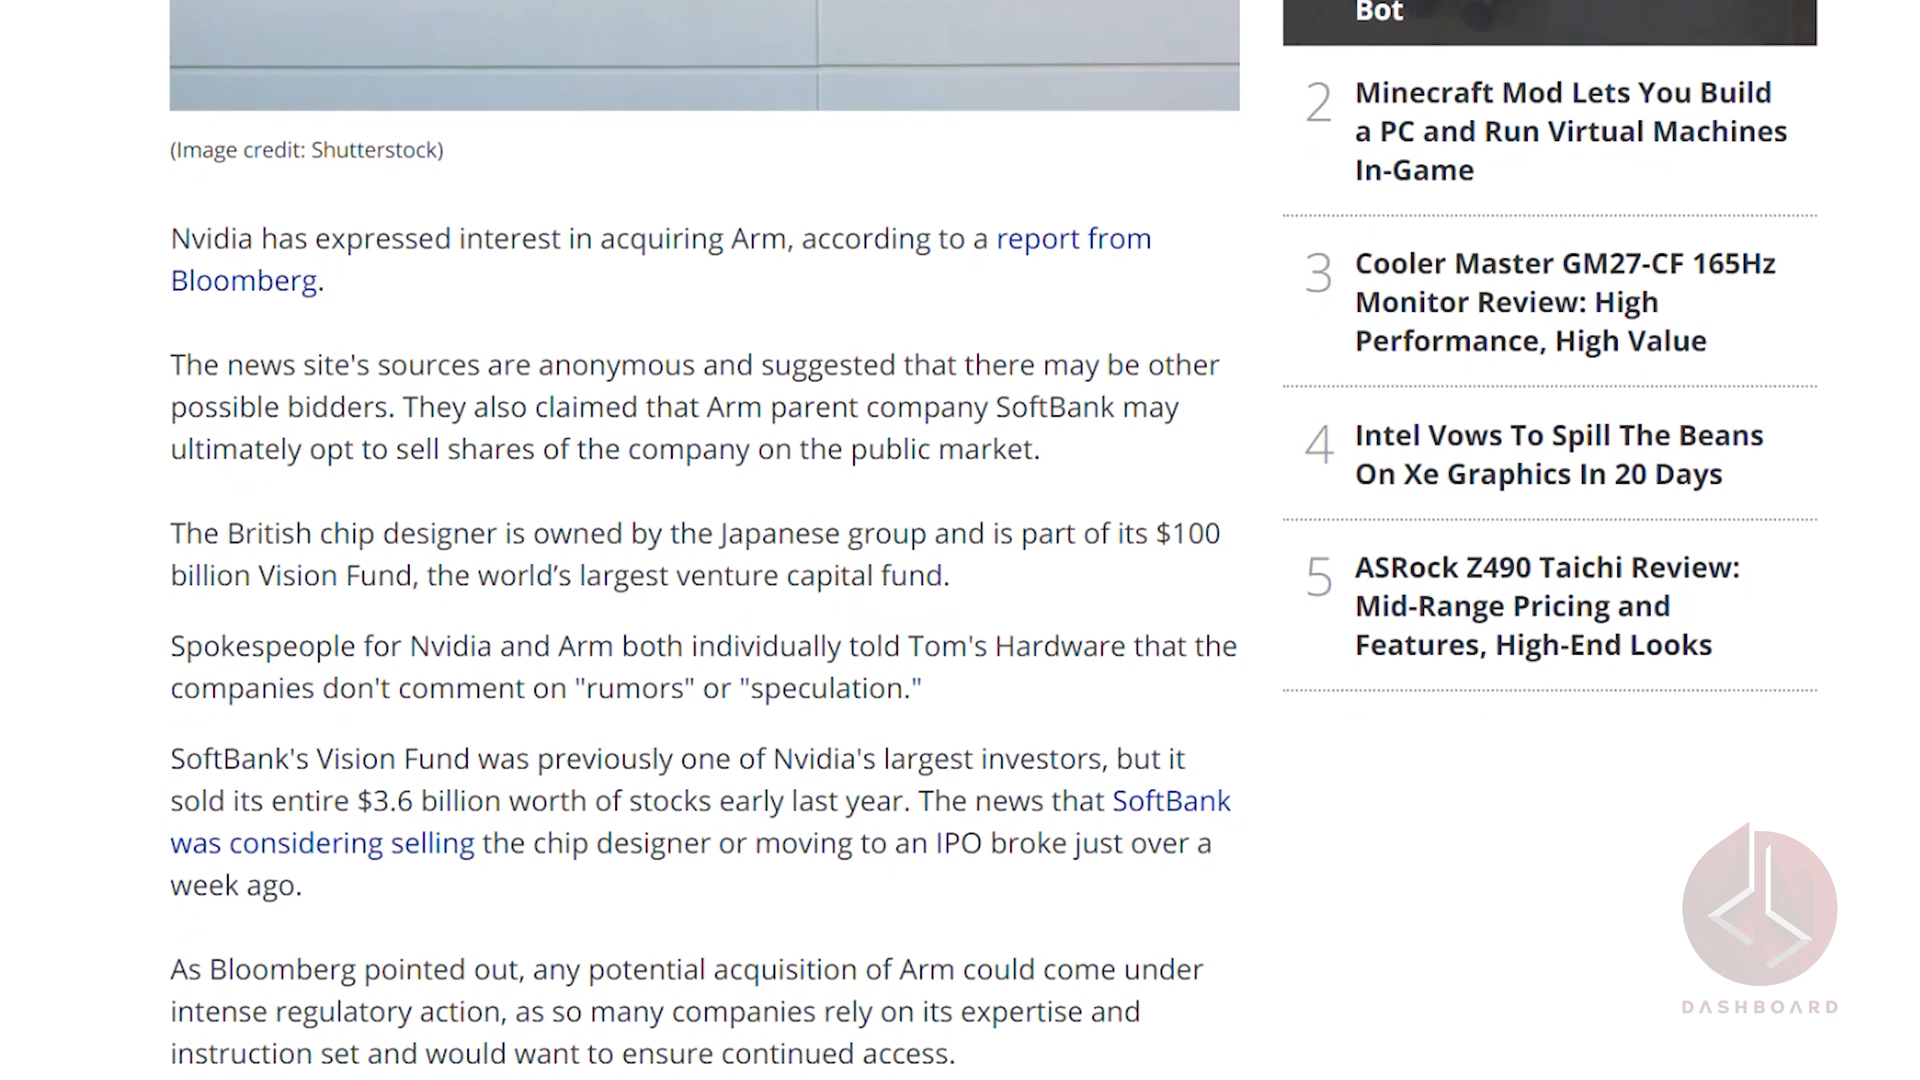 (Image credit: Shutterstock)
Nvidia has expressed interest in acquiring Arm, according to a report from
Bloomberg.
The news site's sources are anonymous and suggested that there may be other
possible bidders. They also claimed that Arm parent company SoftBank may
ultimately opt to sell shares of the company on the public market.
The British chip designer is owned by the Japanese group and is part of its $100
billion Vision Fund, the world’s largest venture capital fund.
Spokespeople for Nvidia and Arm both individually told Tom's Hardware that the
companies don't comment on "rumors" or "speculation."
SoftBank's Vision Fund was previously one of Nvidia's largest investors, but it
sold its entire $3.6 billion worth of stocks early last year. The news that SoftBank
was considering selling the chip designer or moving to an IPO broke just over a
week ago.
As Bloomberg pointed out, any potential acquisition of Arm could come under
intense regulatory action, as so many companies rely on its expertise and
instruction set and would want to ensure continued access.
Bot
2
Minecraft Mod Lets You Build
a PC and Run Virtual Machines
In-Game
3
Cooler Master GM27-CF 165Hz
Monitor Review: High
Performance, High Value
4
Intel Vows To Spill The Beans
On Xe Graphics In 20 Days
5
ASRock Z490 Taichi Review:
Mid-Range Pricing and
Features, High-End Looks
DASHBOARD